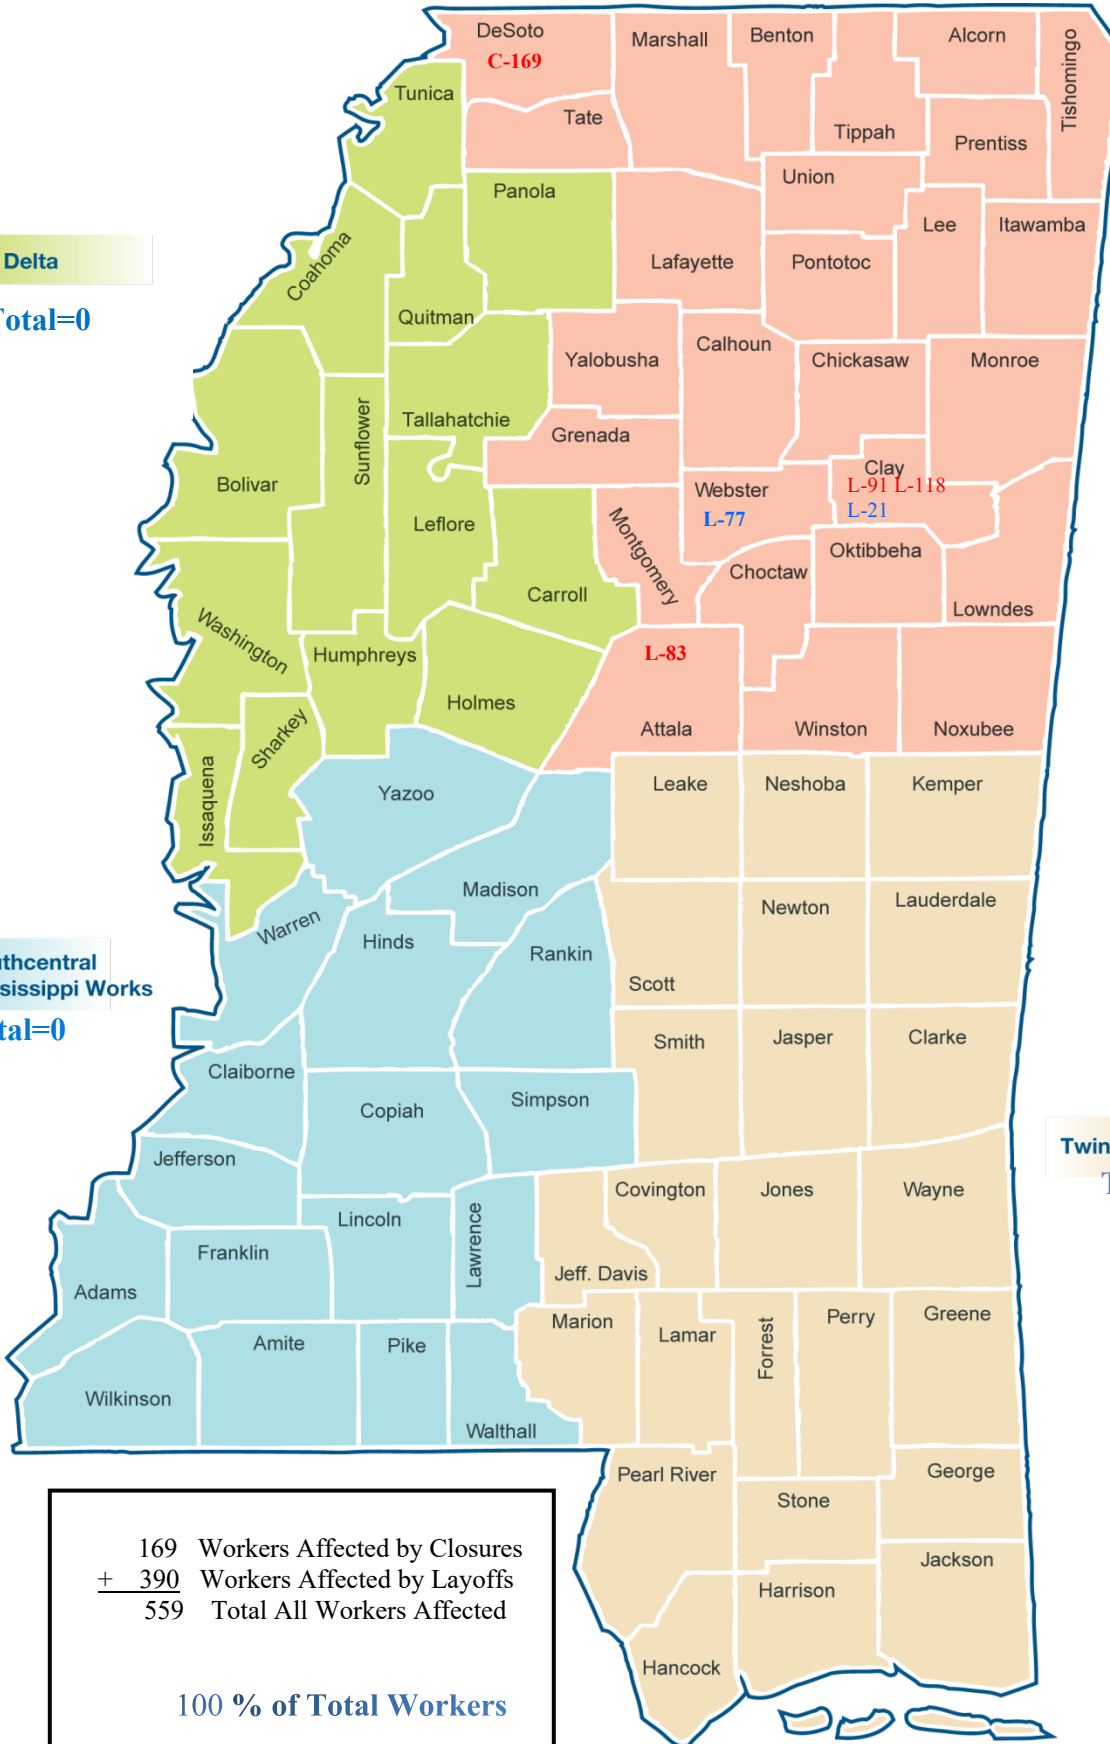 DeSoto
C-169
Marshall
Benton
Alcorn
Tishomingo
Tunica
Tate
Tippah
Prentiss
Panola
Union
Lee
Itawamba
Coahoma
Lafayette
Pontotoc
Delta
Total=0
Quitman
Yalobusha
Calhoun
Chickasaw
Monroe
Sunflower
Tallahatchie
Grenada
Bolivar
Leflore
Webster
L-77
Clay
L-91 L-118
L-21
Montgomery
Oktibbeha
Choctaw
Carroll
Lowndes
Washington
Humphreys
L-83
Holmes
Attala
Winston
Noxubee
Sharkey
Issaquena
Yazoo
Leake
Neshoba
Kemper
Madison
Newton
Lauderdale
Warren
Hinds
Rankin
Scott
uthcentral
sissippi Works
tal=0
Smith
Jasper
Clarke
Claiborne
Copiah
Simpson
Twin
T
Jefferson
Covington
Jones
Wayne
Lincoln
Lawrence
Franklin
Jeff. Davis
Adams
Marion
Lamar
Forrest
Perry
Greene
Amite
Pike
Wilkinson
Walthall
Pearl River
George
Stone
Jackson
Harrison
Hancock
169 Workers Affected by Closures
+ 390 Workers Affected by Layoffs
559 Total All Workers Affected
100 % of Total Workers